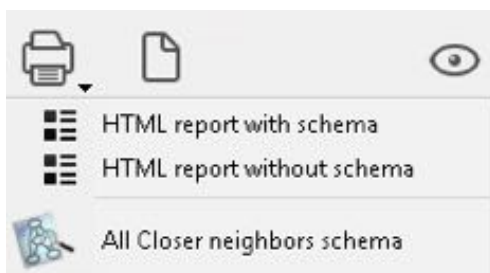 HTML report with schema
HTML report without schema
All Closer neighbors schema